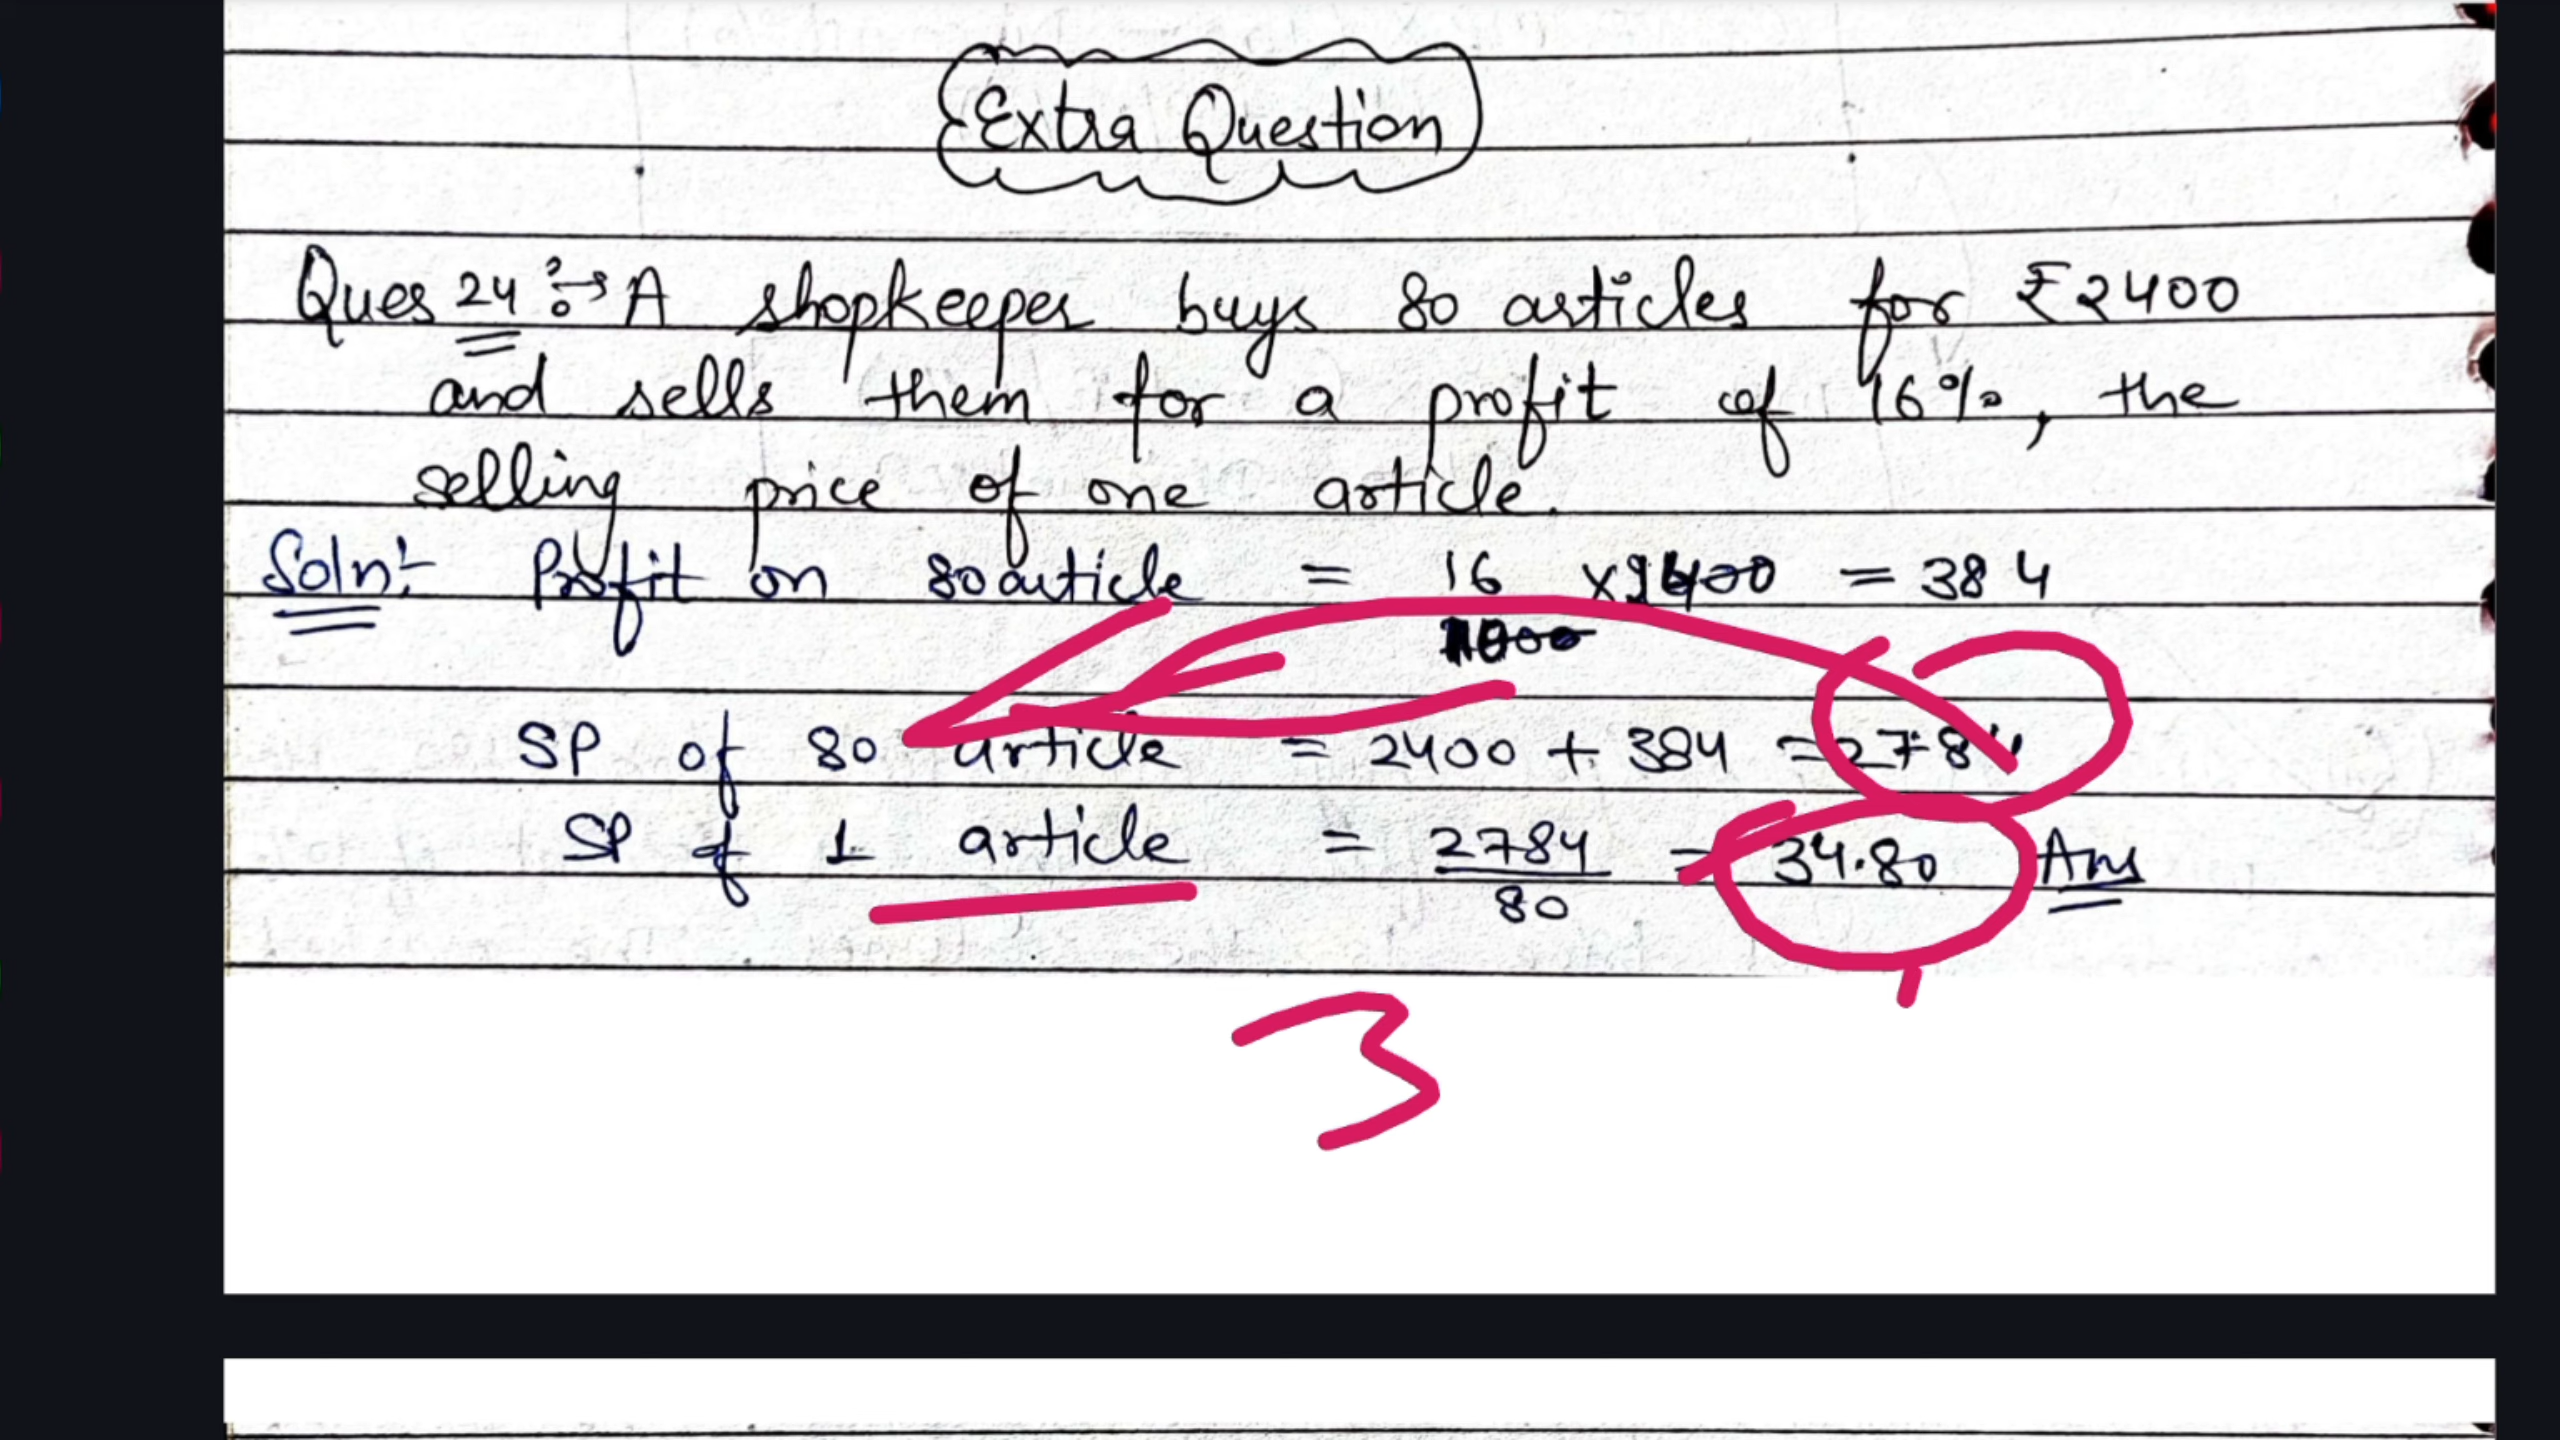 Extra Question
Ques 24 :→ A shopkeeper buys 80 articles for ₹2400
and sells them for a profit of 16%, the
selling price of one article.
Soln:- Profit on 80 article = 16 × 2400 = 384
100
SP of 80 article = 2400 + 384 = 2784
SP of 1 article = 2784 = 34.80 Ans
80
3